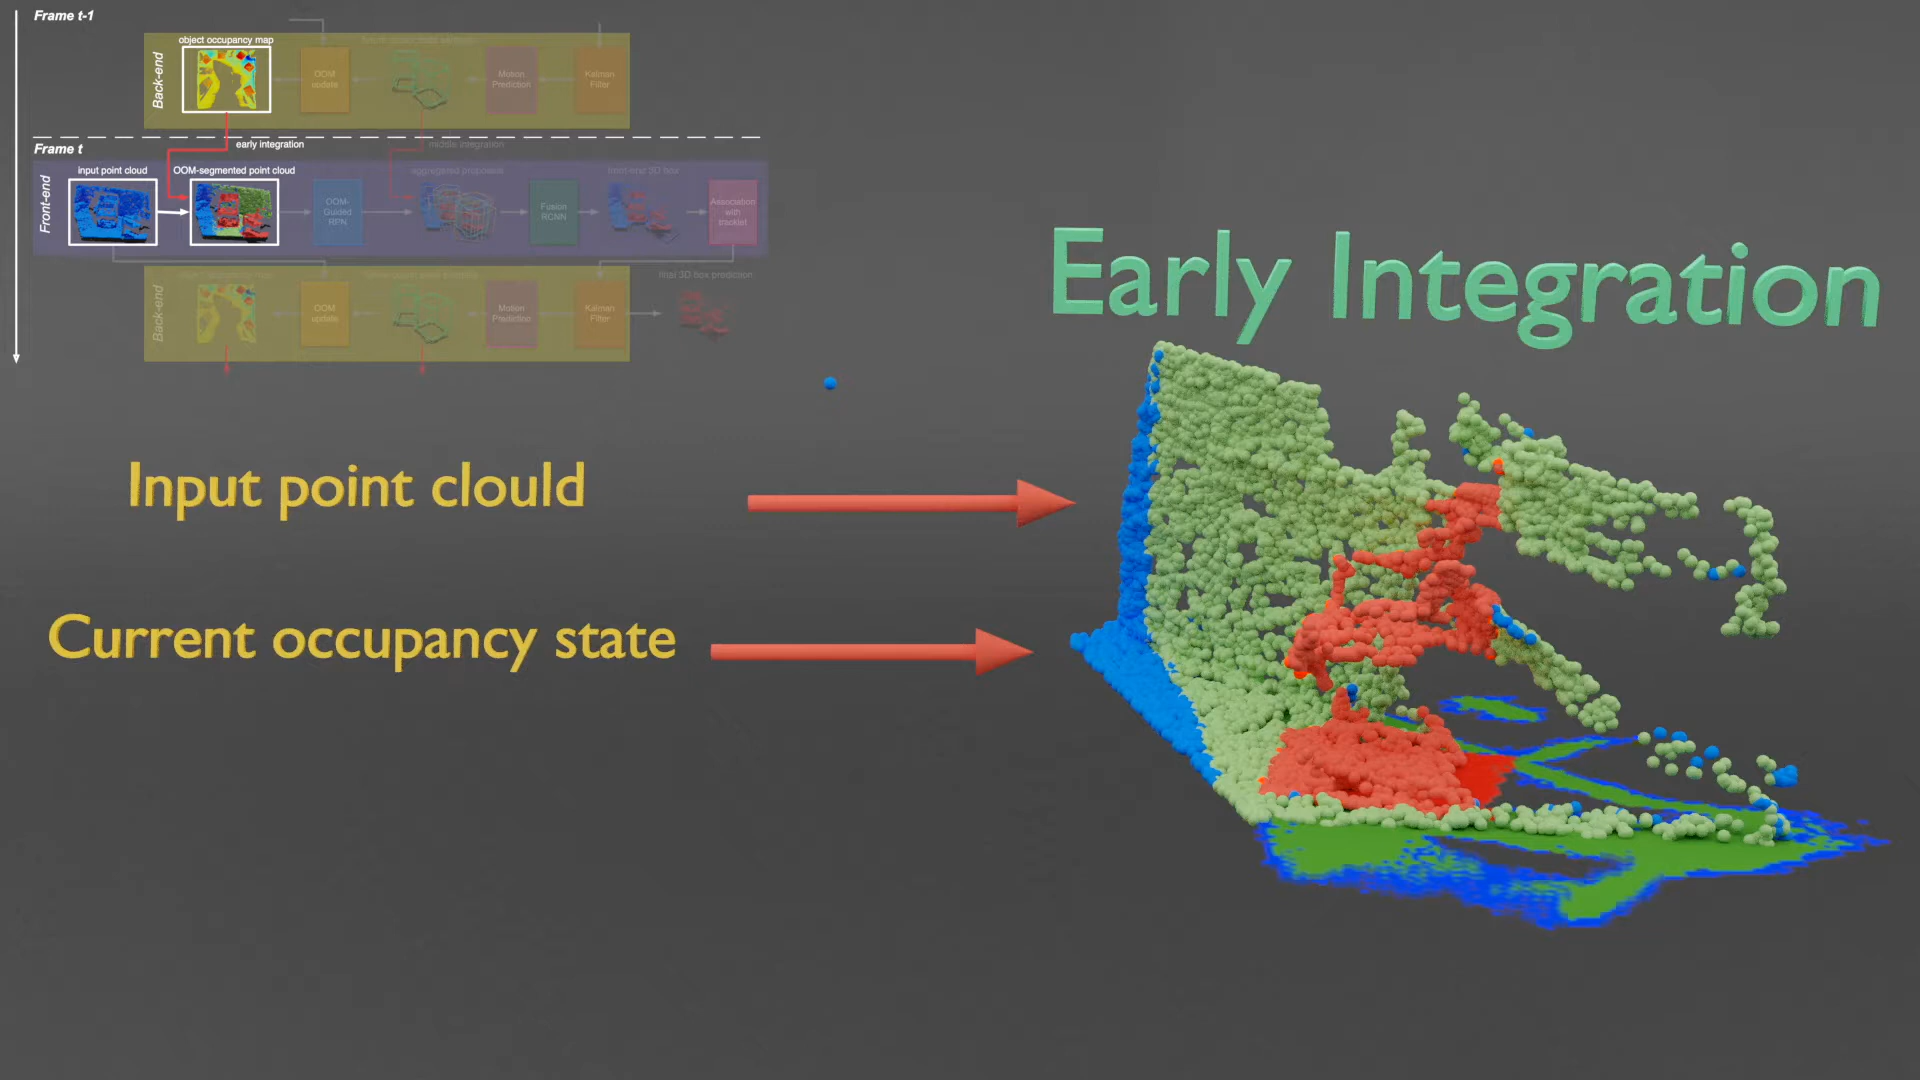 Frame t-1
object occupancy map
Back-end
OOM update
Motion Prediction
Kalman Filter
early integration
middle integration
Frame t
input point cloud
OOM-segmented point cloud
aggregated proposals
front-end 3D box
Front-end
OOM-Guided RPN
Fusion RCNN
Association with tracklet
final 3D box prediction
Back-end
OOM update
Motion Prediction
Kalman Filter
Early Integration
Input point clould
Current occupancy state